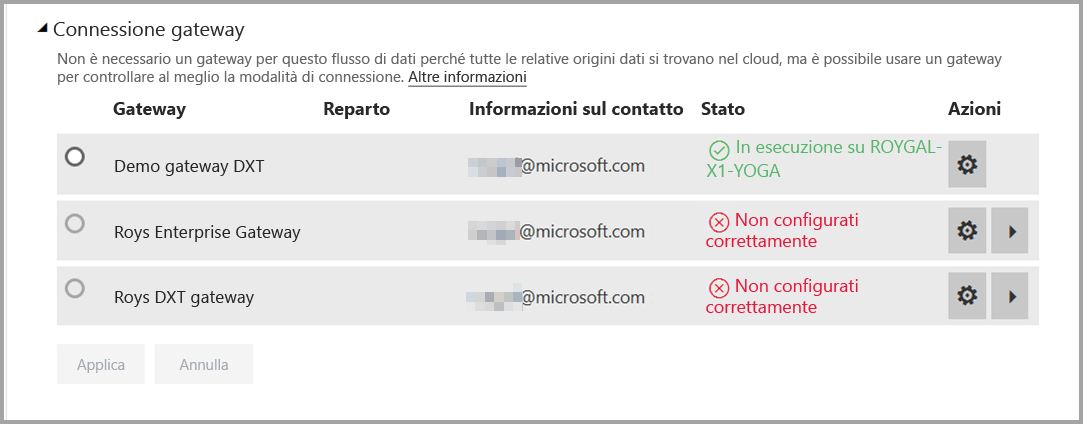 Connessione gateway
Non è necessario un gateway per questo flusso di dati perché tutte le relative origini dati si trovano nel cloud, ma è possibile usare un gateway
per controllare al meglio la modalità di connessione. Altre informazioni
Gateway Reparto Informazioni sul contatto Stato Azioni
Demo gateway DXT @microsoft.com In esecuzione su ROYGAL-
X1-YOGA
Roys Enterprise Gateway @microsoft.com Non configurati
correttamente
Roys DXT gateway @microsoft.com Non configurati
correttamente
Applica Annulla